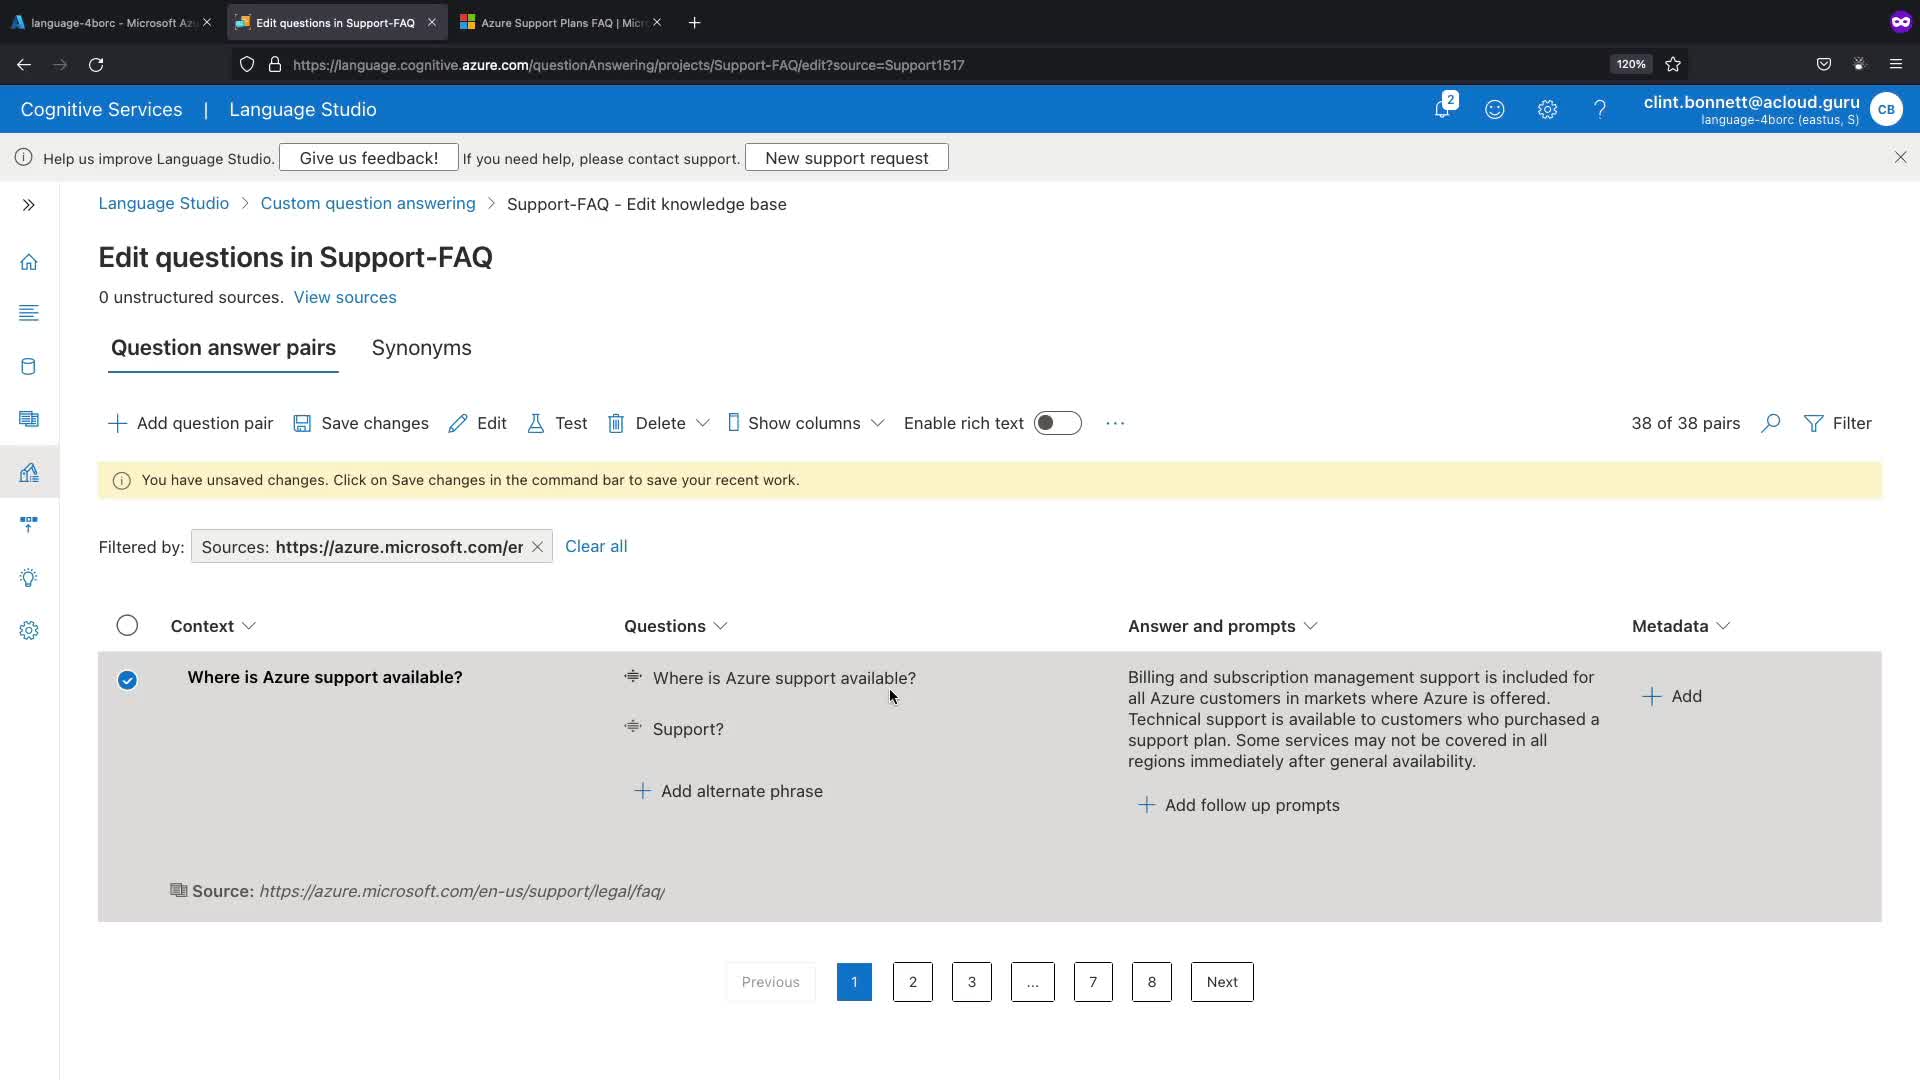 language-4borc - Microsoft Az
Edit questions in Support-FAQ
Azure Support Plans FAQ | Micr
https://language.cognitive.azure.com/questionAnswering/projects/Support-FAQ/edit?source=Support1517
120%
Cognitive Services | Language Studio
2
clint.bonnett@acloud.guru
language-4borc (eastus, S)
CB
Help us improve Language Studio. Give us feedback! If you need help, please contact support. New support request
Language Studio > Custom question answering > Support-FAQ - Edit knowledge base
Edit questions in Support-FAQ
0 unstructured sources. View sources
Question answer pairs Synonyms
Add question pair Save changes Edit Test Delete Show columns Enable rich text ... 38 of 38 pairs Filter
You have unsaved changes. Click on Save changes in the command bar to save your recent work.
Filtered by: Sources: https://azure.microsoft.com/er Clear all
Context Questions Answer and prompts Metadata
Where is Azure support available?
Where is Azure support available?
Support?
Add alternate phrase
Billing and subscription management support is included for
all Azure customers in markets where Azure is offered.
Technical support is available to customers who purchased a
support plan. Some services may not be covered in all
regions immediately after general availability.
Add follow up prompts
Add
Source: https://azure.microsoft.com/en-us/support/legal/faq/
Previous 1 2 3 ... 7 8 Next